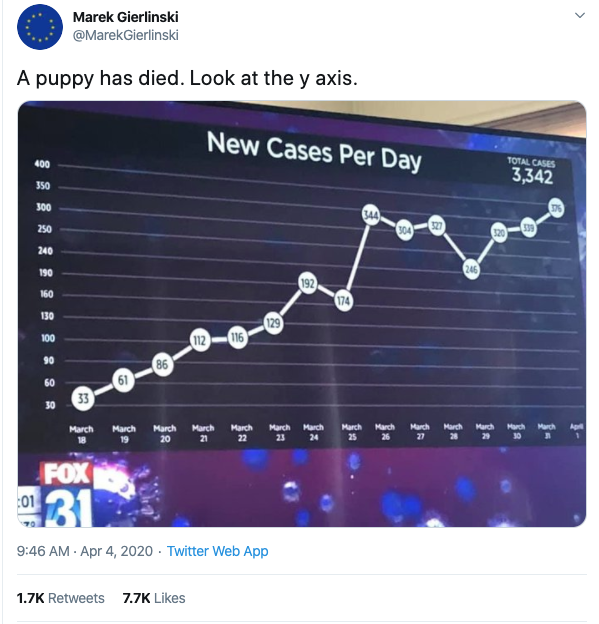 Marek Gierlinski
@MarekGierlinski
A puppy has died. Look at the y axis.
New Cases Per Day
TOTAL CASES
3,342
400
350
300
250
240
190
160
130
100
90
60
30
33
61
86
112
116
129
192
174
344
304
327
246
320
339
376
March 18
March 19
March 20
March 21
March 22
March 23
March 24
March 25
March 26
March 27
March 28
March 29
March 30
March 31
April 1
FOX
31
:01
9:46 AM · Apr 4, 2020 · Twitter Web App
1.7K Retweets 7.7K Likes